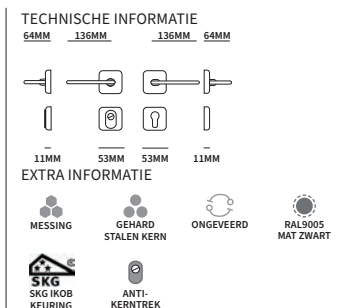 TECHNISCHE INFORMATIE
64MM 136MM 136MM 64MM
11MM 53MM 53MM 11MM
EXTRA INFORMATIE
MESSING
GEHARD
STALEN KERN
ONGEVEERD
RAL9005
MAT ZWART
SKG
SKG IKOB
KEURING
ANTI-
KERNTREK